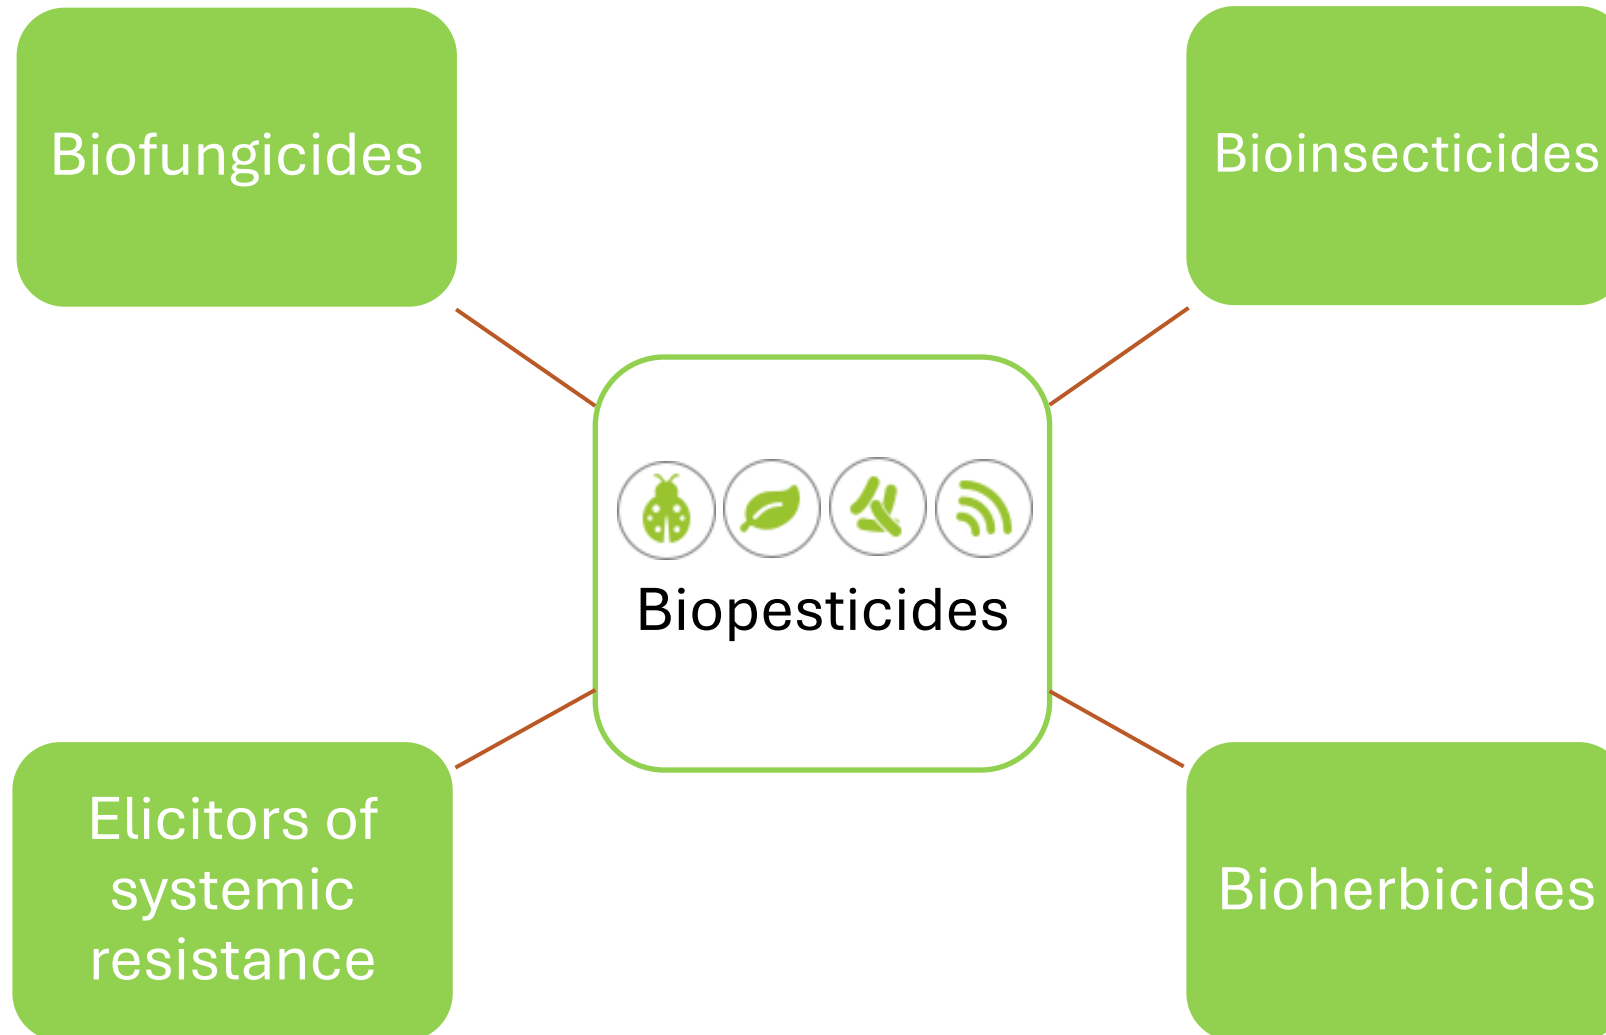 Biofungicides
Bioinsecticides
Biopesticides
Elicitors of
systemic
resistance
Bioherbicides